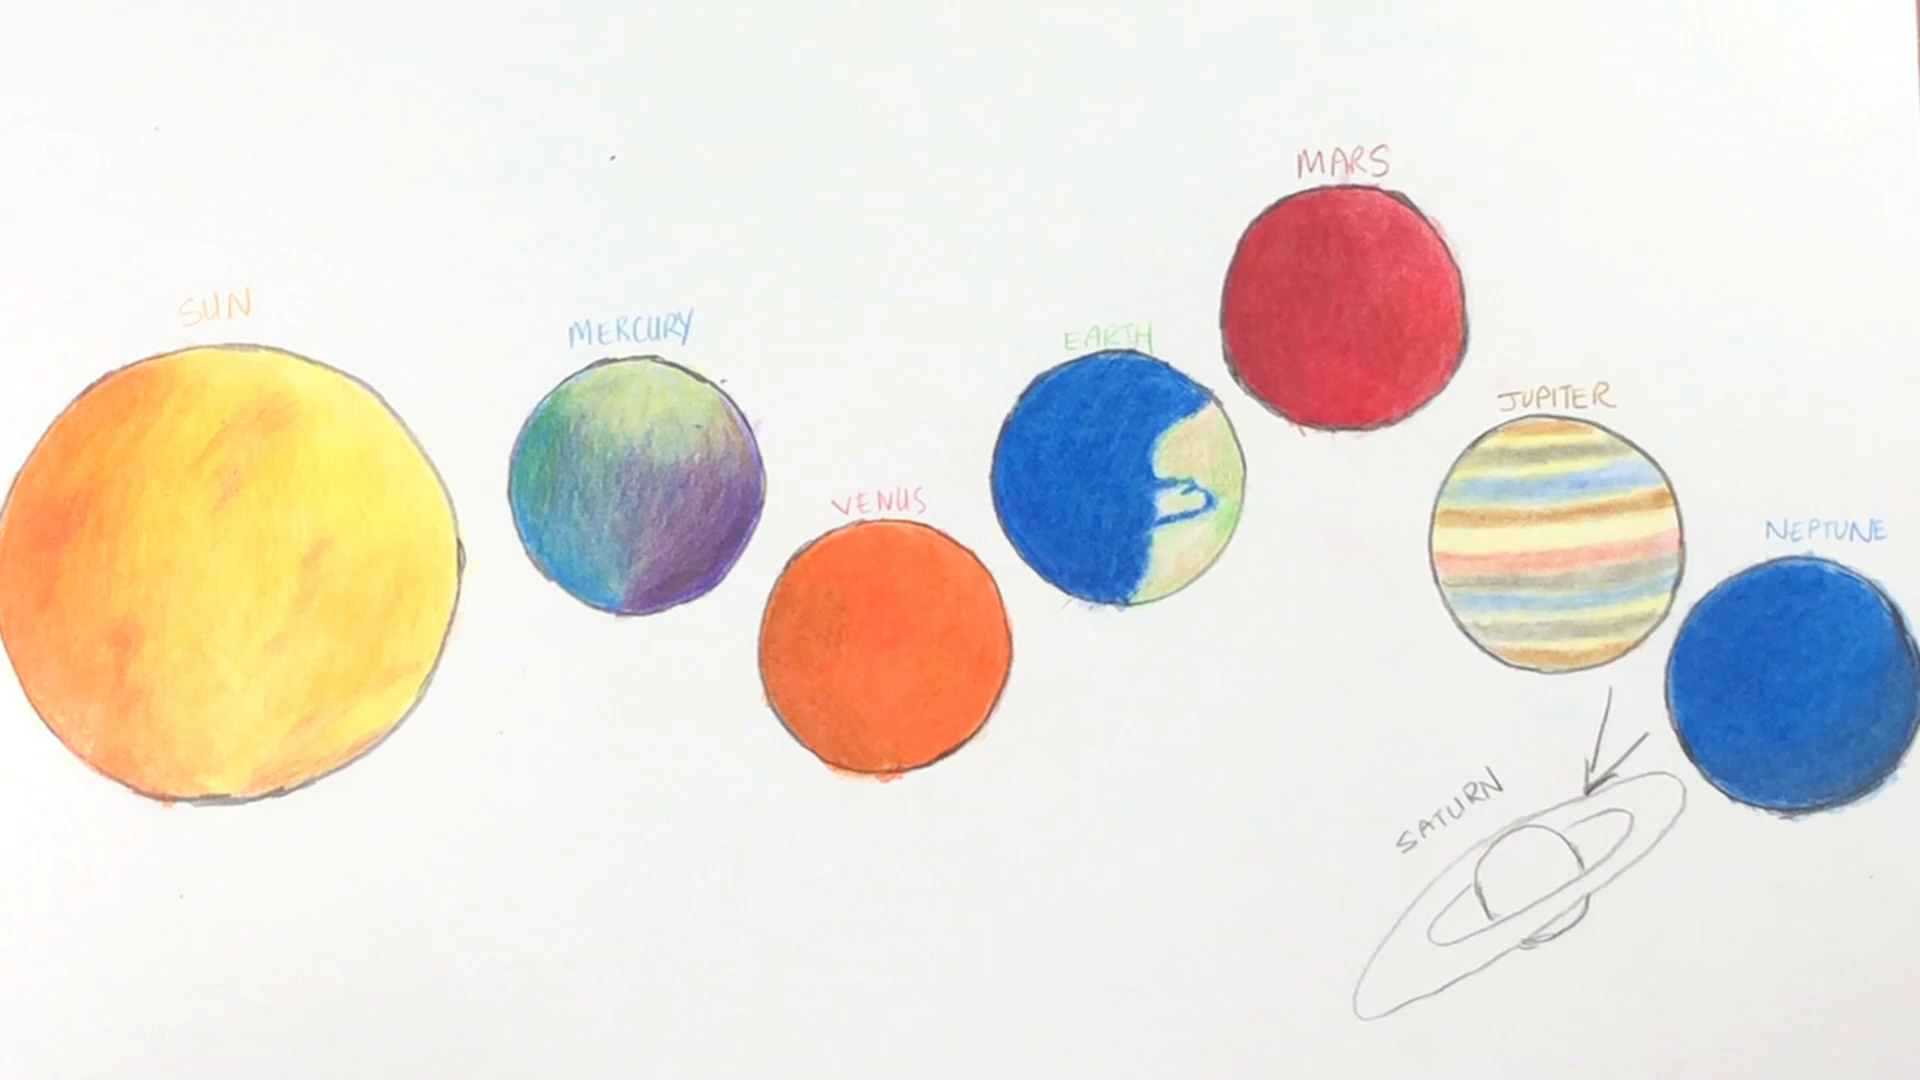 SUN
MERCURY
VENUS
EARTH
MARS
JUPITER
NEPTUNE
SATURN